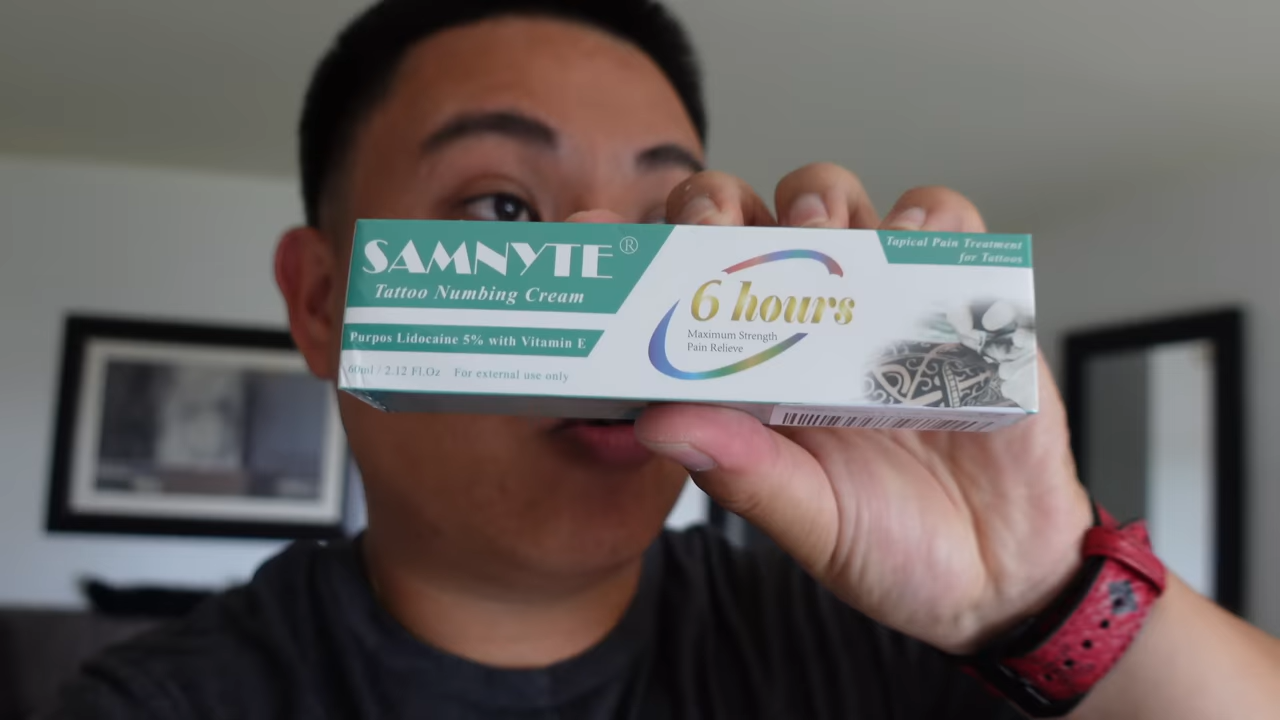 SAMNYTE®
Tattoo Numbing Cream
Purpos Lidocaine 5% with Vitamin E
60ml / 2.12 Fl.Oz For external use only
6 hours
Maximum Strength
Pain Relieve
Tapical Pain Treatment
for Tattoos